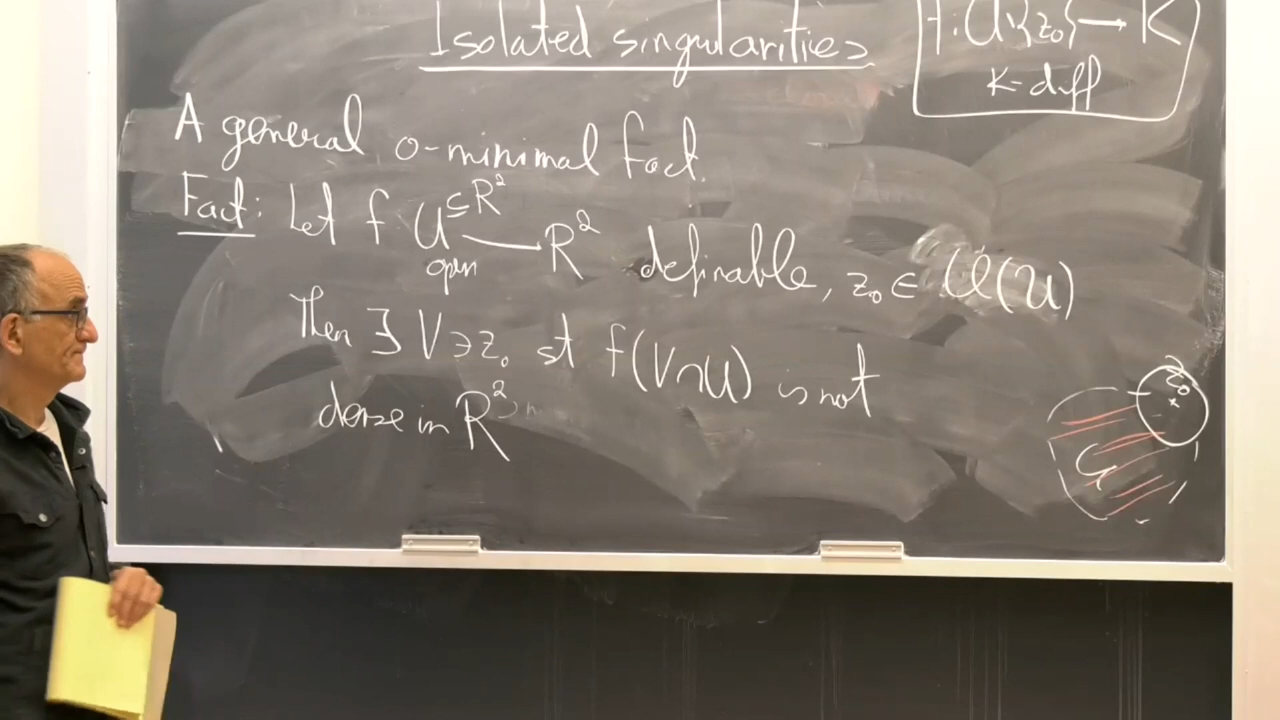 Isolated singularities
f: U\{z₀} → K
K-diff
A general o-minimal fact.
Fact: Let f U ⊆ R² open — R² definable, z₀ ∈ Cl(U)
Then ∃ V ∋ z₀ st f(V∩U) is not
dense in R²
z₀